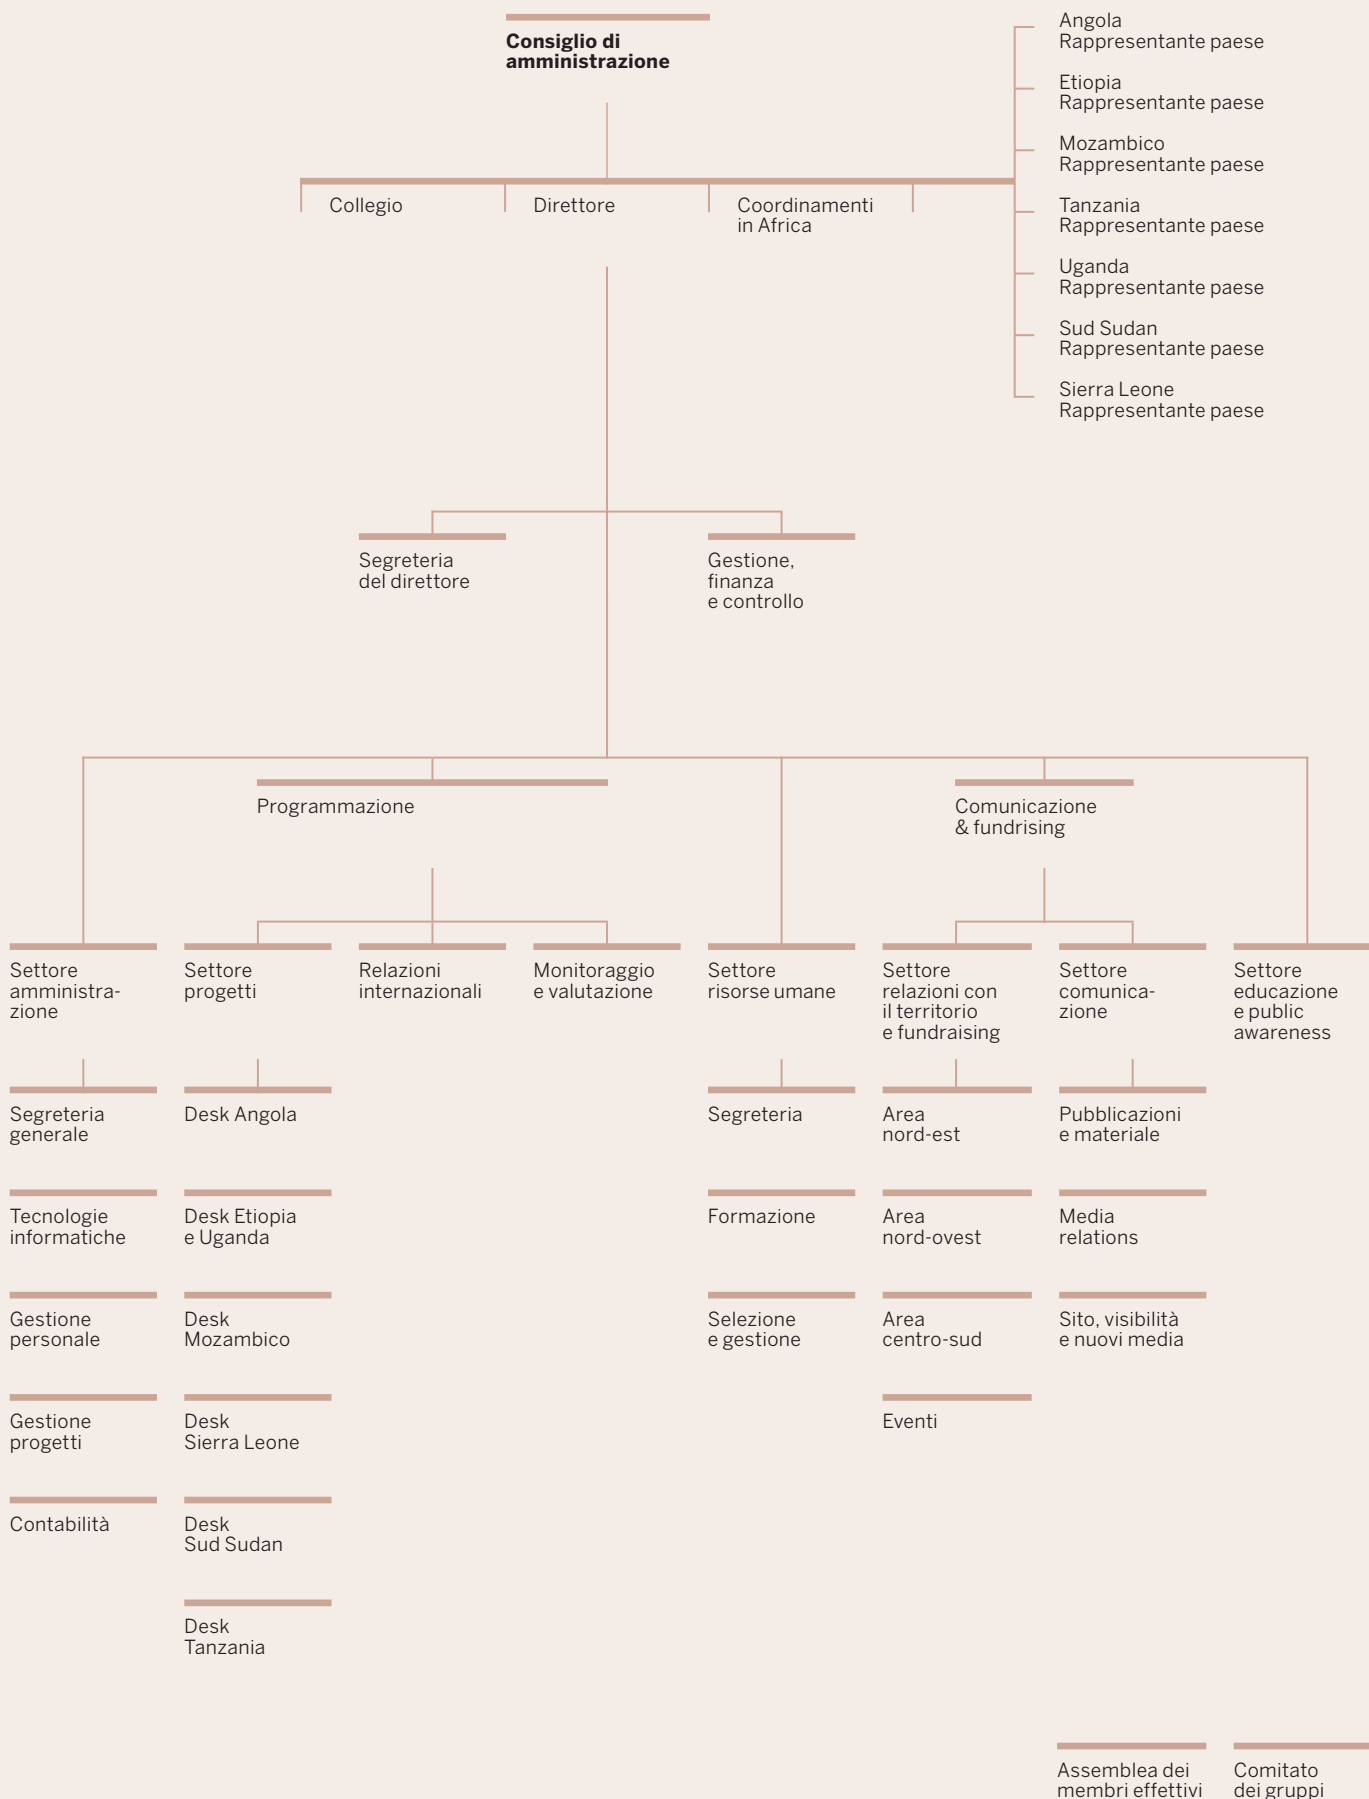 Consiglio di
amministrazione
Collegio
Direttore
Coordinamenti
in Africa
Angola
Rappresentante paese
Etiopia
Rappresentante paese
Mozambico
Rappresentante paese
Tanzania
Rappresentante paese
Uganda
Rappresentante paese
Sud Sudan
Rappresentante paese
Sierra Leone
Rappresentante paese
Segreteria
del direttore
Gestione,
finanza
e controllo
Programmazione
Comunicazione
& fundrising
Settore
amministra-
zione
Settore
progetti
Relazioni
internazionali
Monitoraggio
e valutazione
Settore
risorse umane
Settore
relazioni con
il territorio
e fundraising
Settore
comunica-
zione
Settore
educazione
e public
awareness
Segreteria
generale
Tecnologie
informatiche
Gestione
personale
Gestione
progetti
Contabilità
Desk Angola
Desk Etiopia
e Uganda
Desk
Mozambico
Desk
Sierra Leone
Desk
Sud Sudan
Desk
Tanzania
Segreteria
Formazione
Selezione
e gestione
Area
nord-est
Area
nord-ovest
Area
centro-sud
Eventi
Pubblicazioni
e materiale
Media
relations
Sito, visibilità
e nuovi media
Assemblea dei
membri effettivi
Comitato
dei gruppi